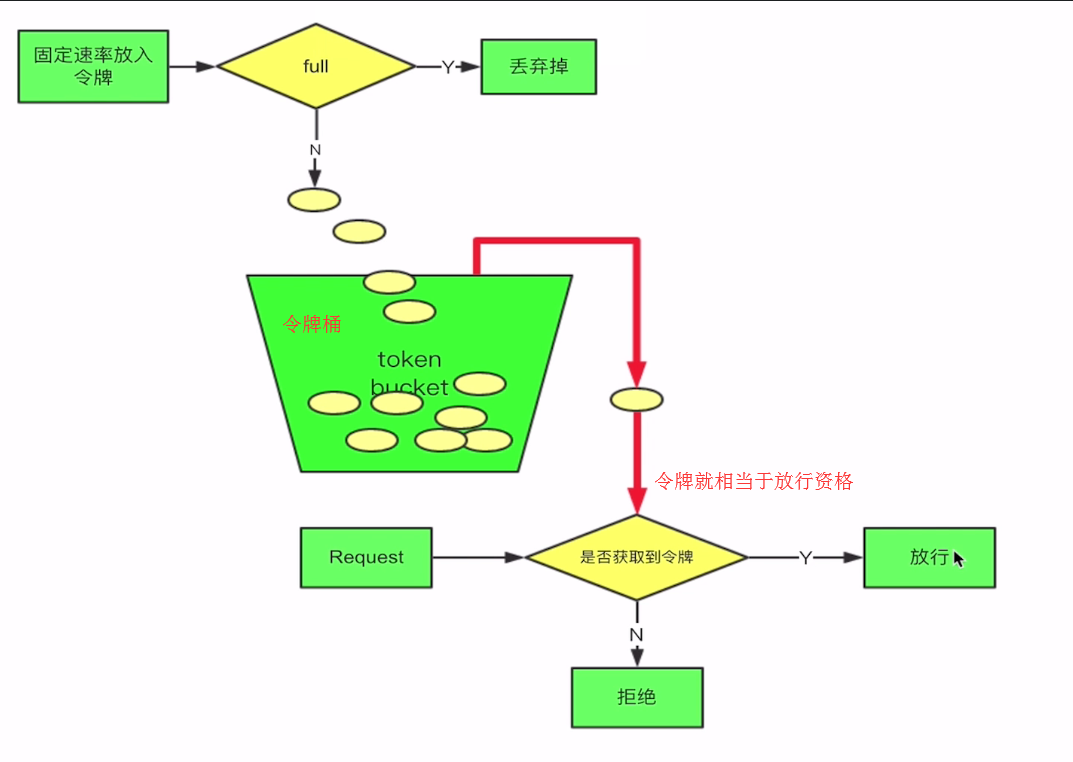 固定速率放入
令牌
full
Y
丢弃掉
N
令牌桶
token
bucket
令牌就相当于放行资格
Request
是否获取到令牌
Y
放行
N
拒绝